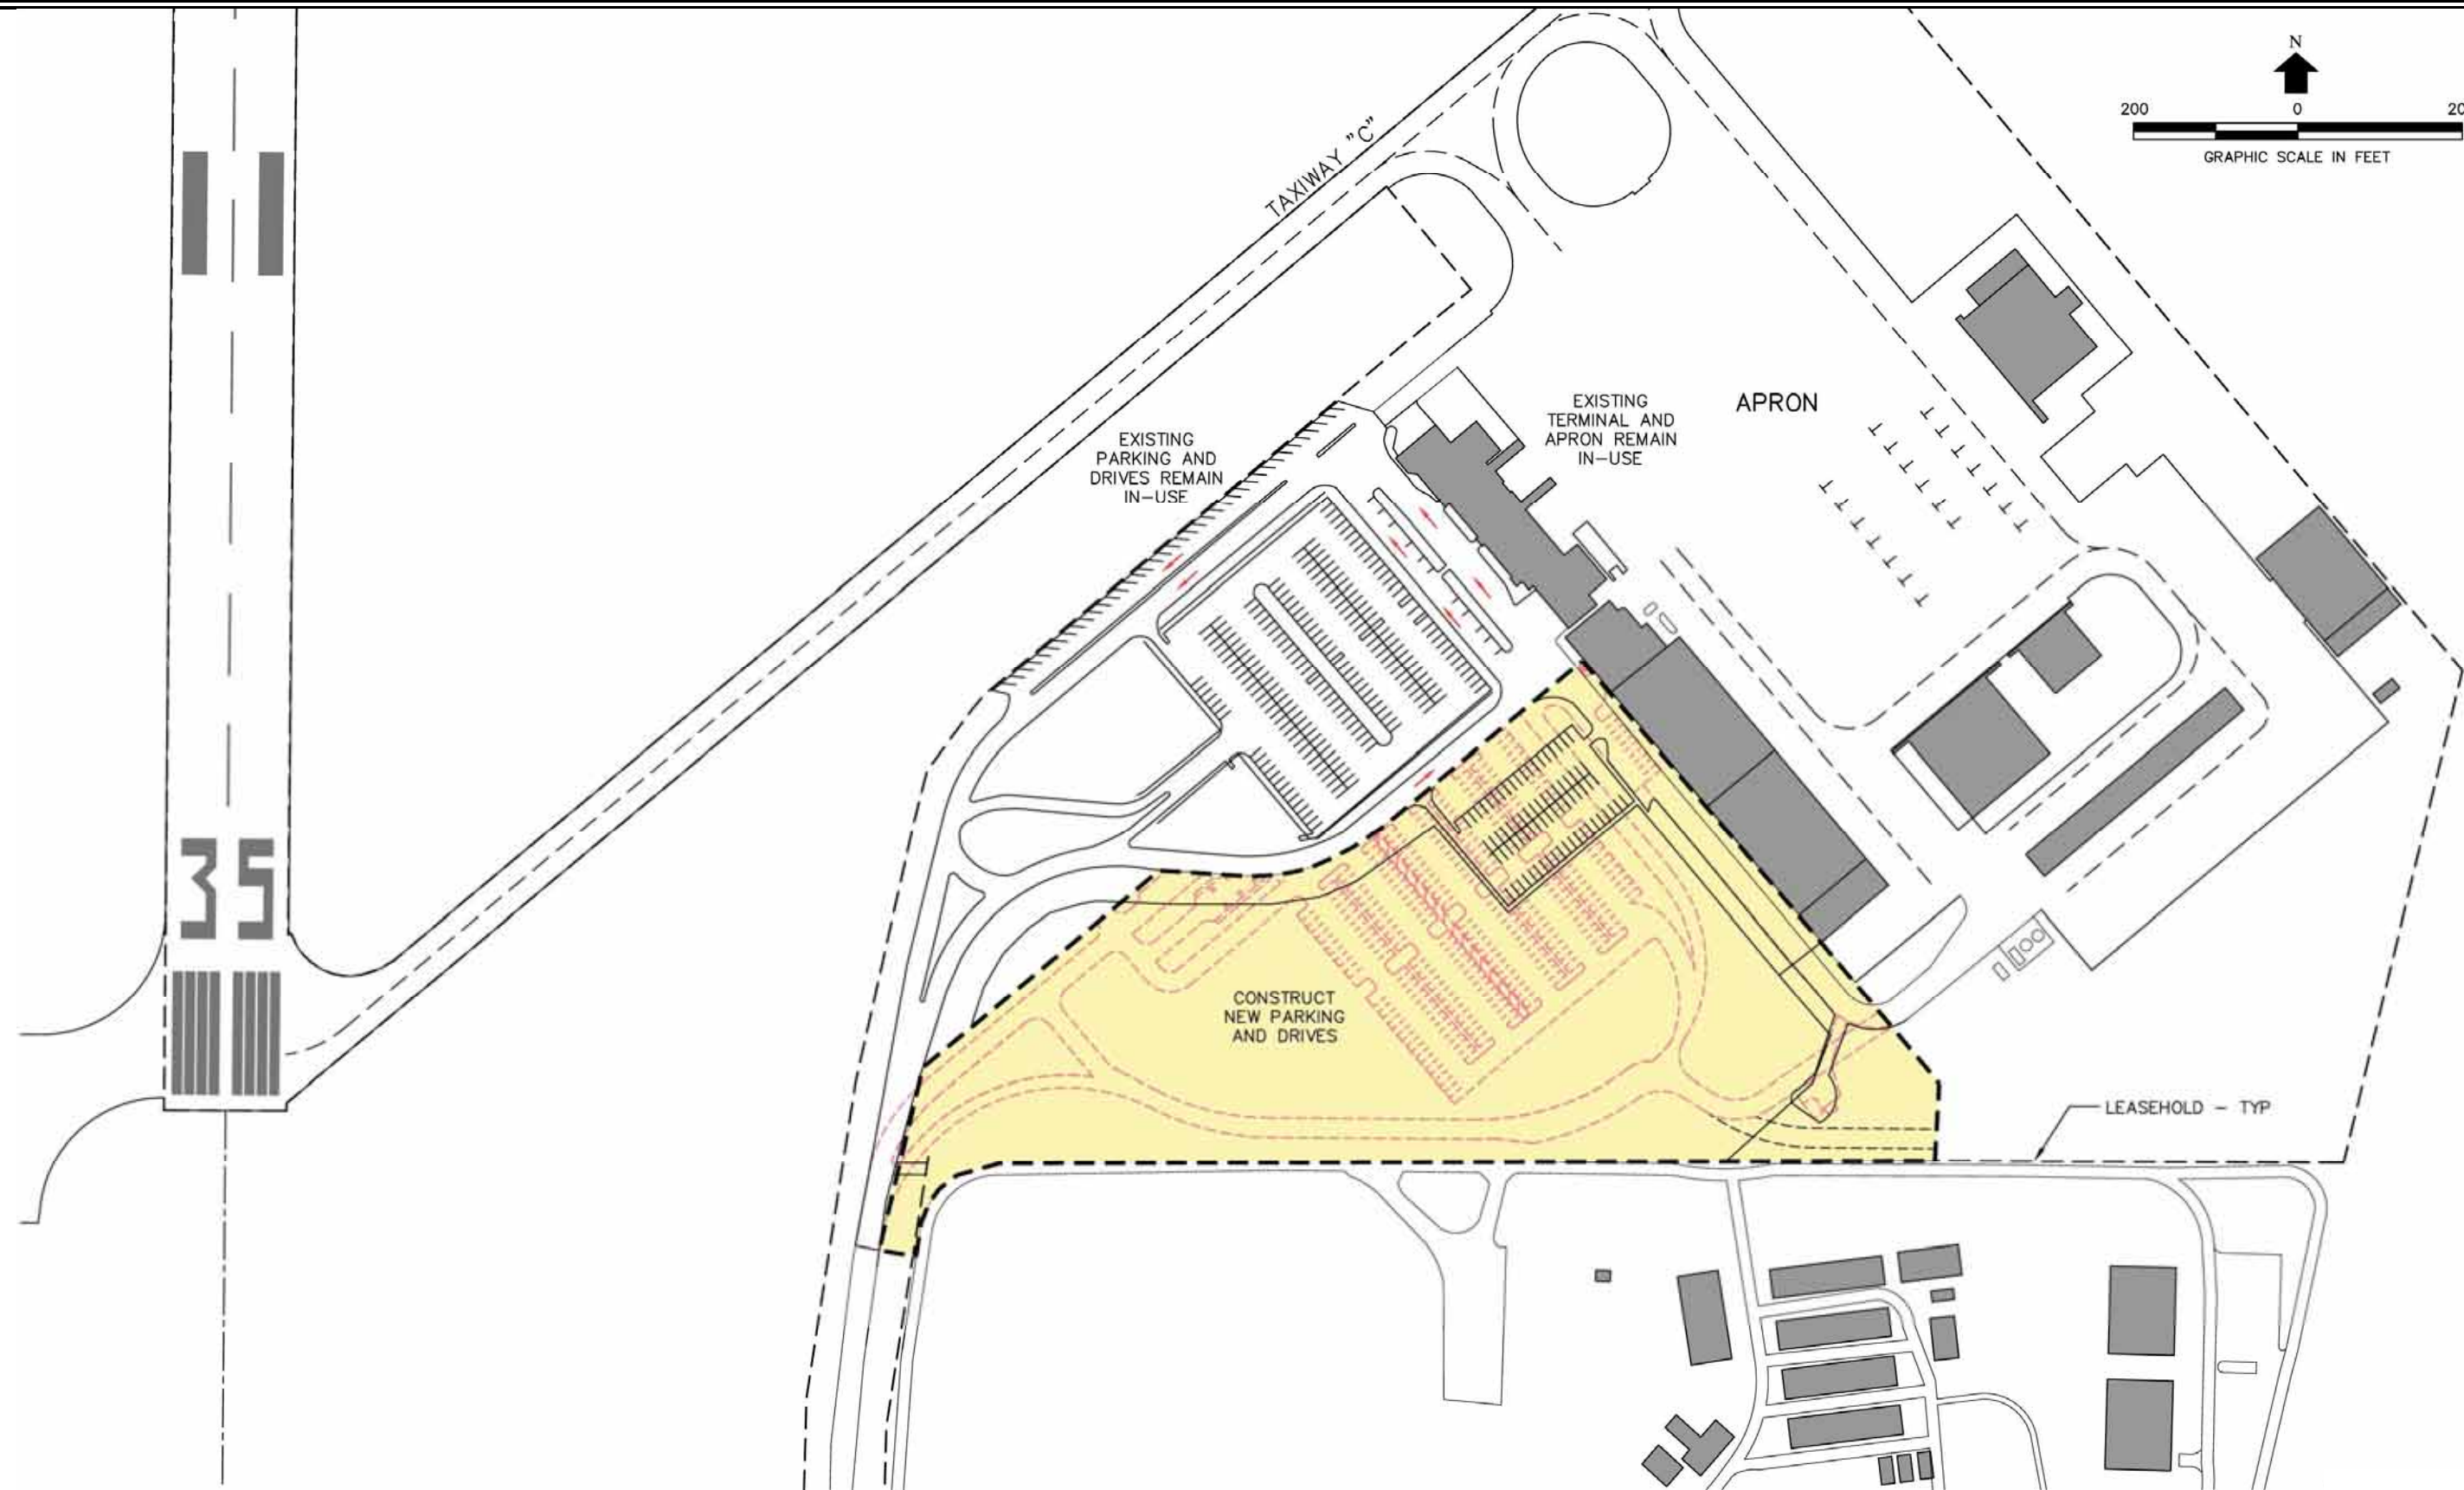 N
200 0 20
GRAPHIC SCALE IN FEET
TAXIWAY "C"
EXISTING
TERMINAL AND
APRON REMAIN
IN-USE
APRON
EXISTING
PARKING AND
DRIVES REMAIN
IN-USE
35
CONSTRUCT
NEW PARKING
AND DRIVES
LEASEHOLD - TYP